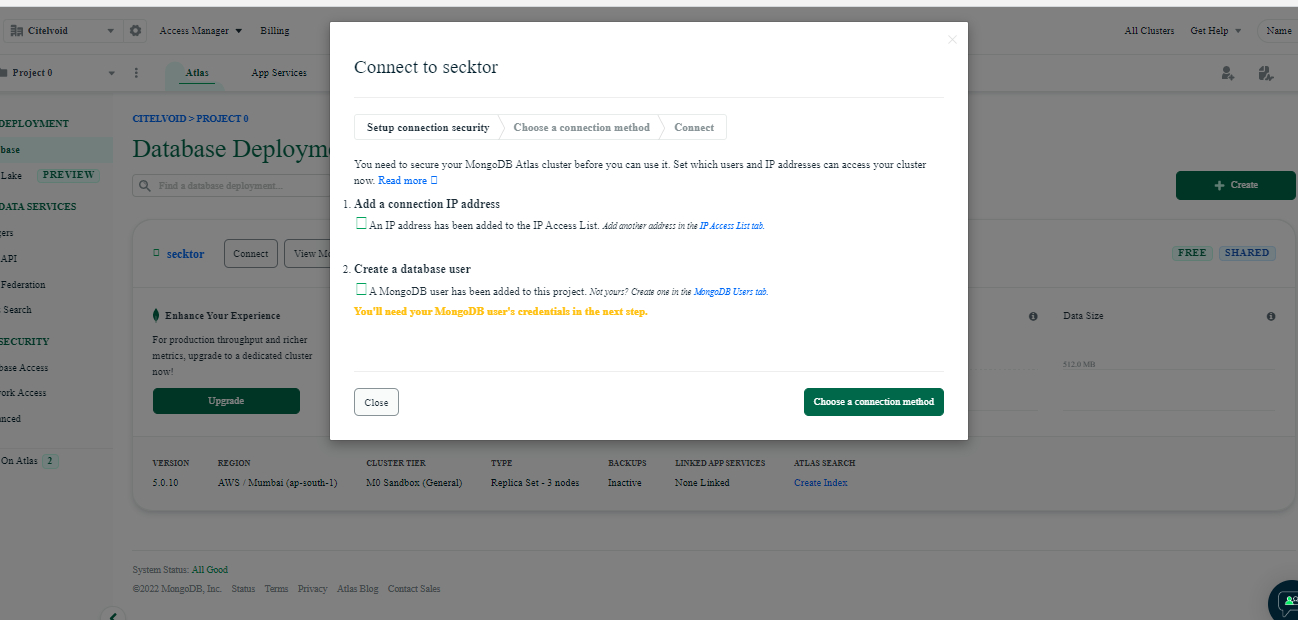 Citelvoid
Access Manager
Billing
All Clusters
Get Help
Name
Project 0
Atlas
App Services
DEPLOYMENT
base
Lake
PREVIEW
DATA SERVICES
ers
API
Federation
Search
SECURITY
base Access
ork Access
nced
On Atlas 2
CITELVOID > PROJECT 0
Database Deploym
Find a database deployment...
+ Create
secktor
Connect
View Mo
FREE
SHARED
Enhance Your Experience
For production throughput and richer
metrics, upgrade to a dedicated cluster
now!
Upgrade
Data Size
512.0 MB
Connect to secktor
Setup connection security
Choose a connection method
Connect
You need to secure your MongoDB Atlas cluster before you can use it. Set which users and IP addresses can access your cluster
now. Read more
1. Add a connection IP address
An IP address has been added to the IP Access List. Add another address in the IP Access List tab.
2. Create a database user
A MongoDB user has been added to this project. Not yours? Create one in the MongoDB Users tab.
You'll need your MongoDB user's credentials in the next step.
Close
Choose a connection method
VERSION
REGION
CLUSTER TIER
TYPE
BACKUPS
LINKED APP SERVICES
ATLAS SEARCH
5.0.10
AWS / Mumbai (ap-south-1)
M0 Sandbox (General)
Replica Set - 3 nodes
Inactive
None Linked
Create Index
System Status: All Good
©2022 MongoDB, Inc. Status Terms Privacy Atlas Blog Contact Sales